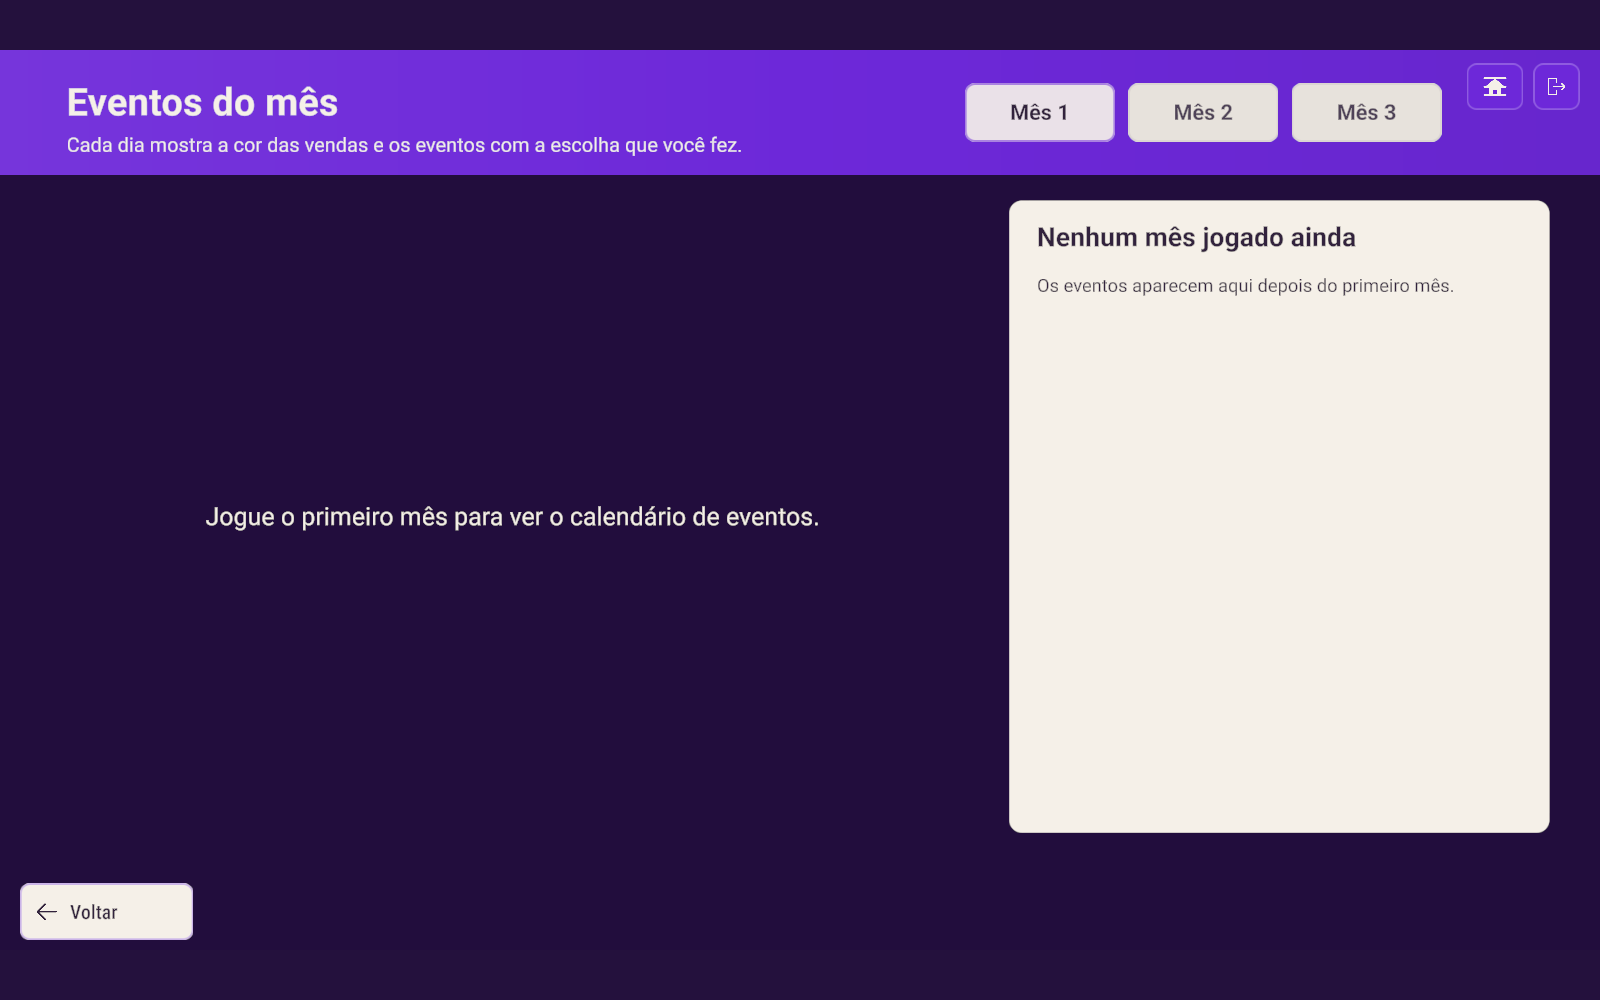 Eventos do mês
Cada dia mostra a cor das vendas e os eventos com a escolha que você fez.
Mês 1
Mês 2
Mês 3
Nenhum mês jogado ainda
Os eventos aparecem aqui depois do primeiro mês.
Jogue o primeiro mês para ver o calendário de eventos.
Voltar